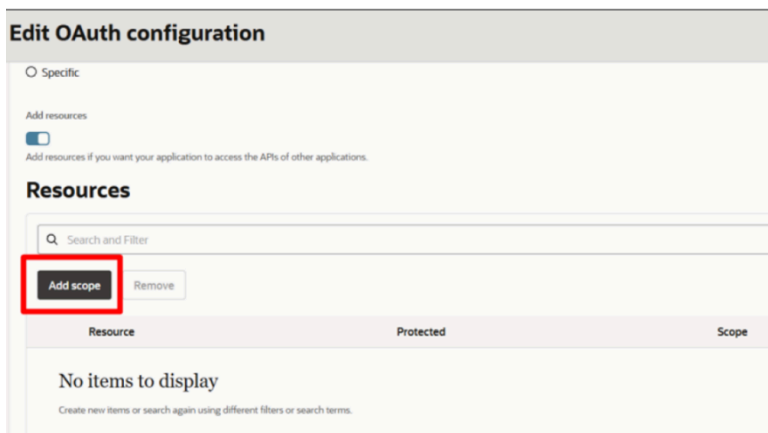 Edit OAuth configuration
Specific
Add resources
Add resources if you want your application to access the APIs of other applications.
Resources
Search and Filter
Add scope Remove
Resource Protected Scope
No items to display
Create new items or search again using different filters or search terms.